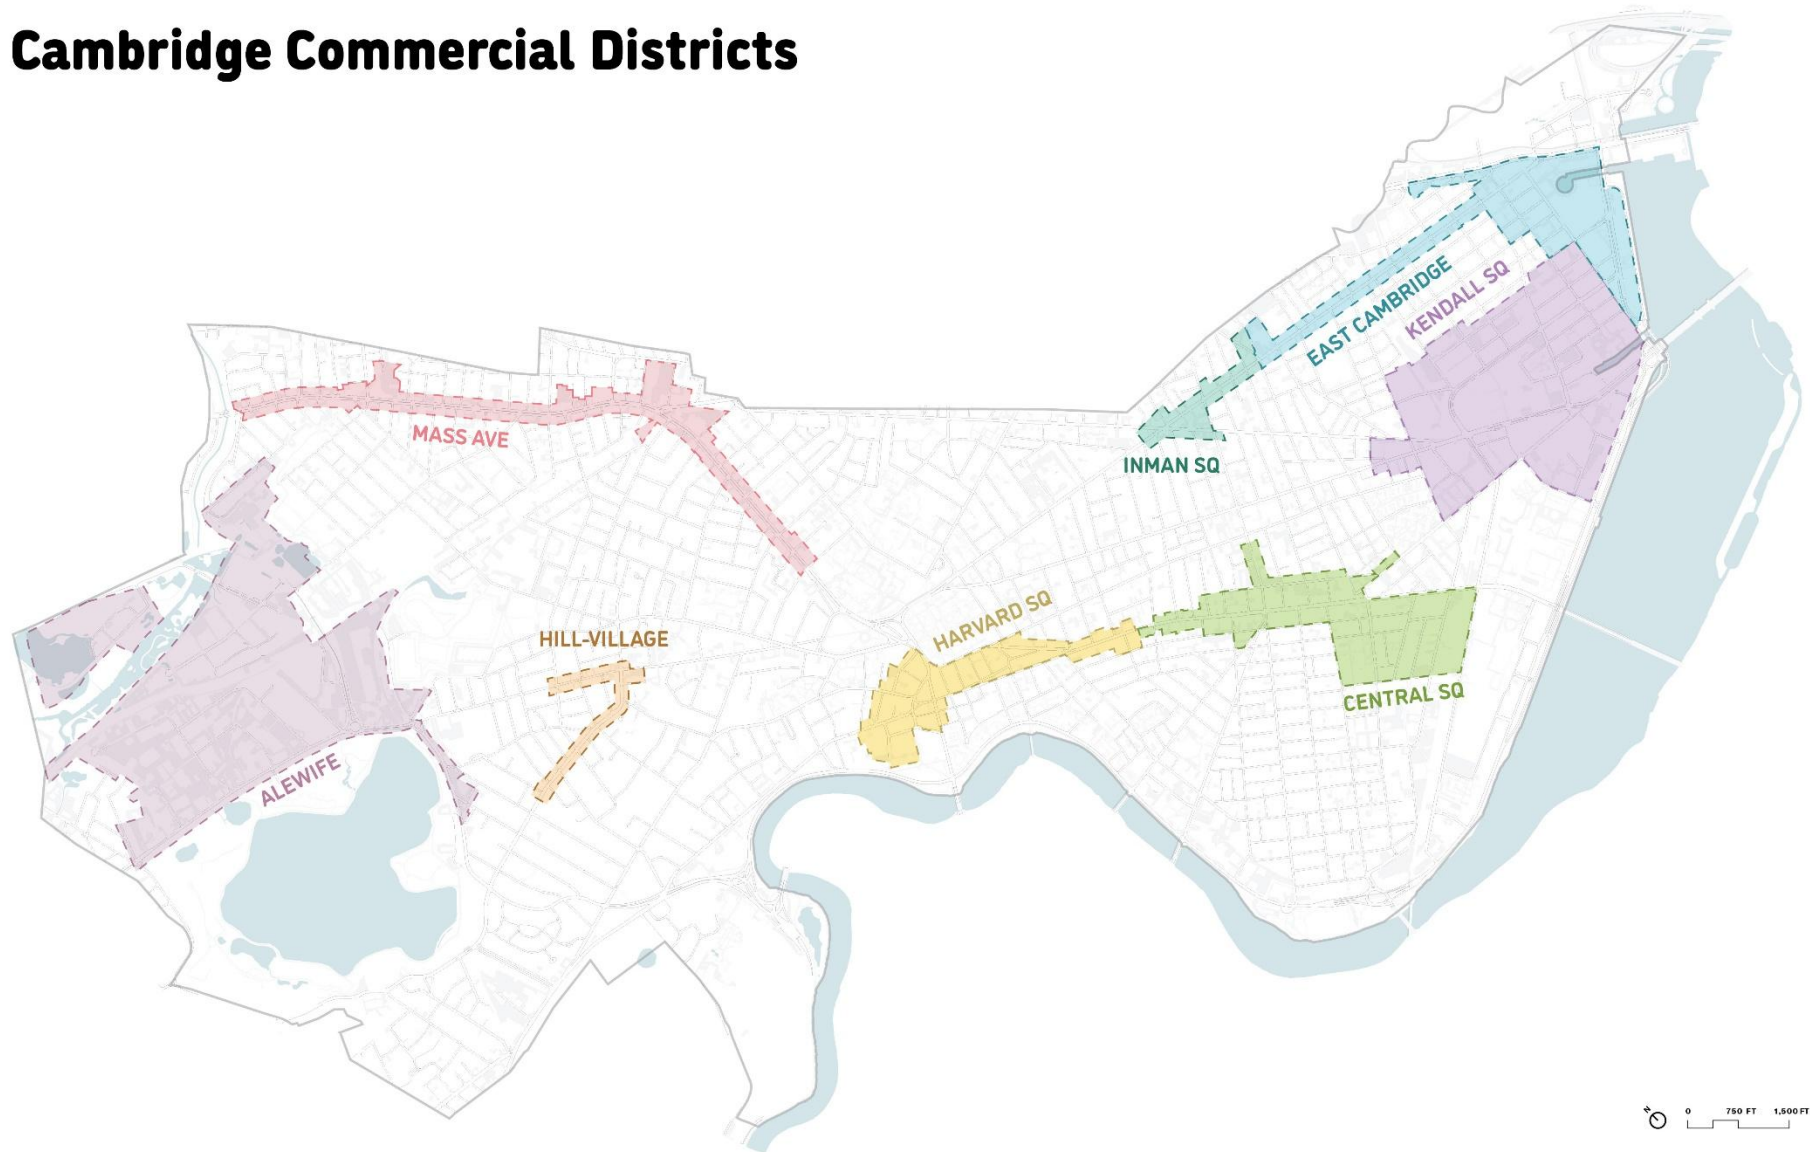 Cambridge Commercial Districts
EAST CAMBRIDGE
KENDALL SQ
MASS AVE
INMAN SQ
HARVARD SQ
HILL-VILLAGE
CENTRAL SQ
ALEWIFE
N
0 750 FT 1,500 FT